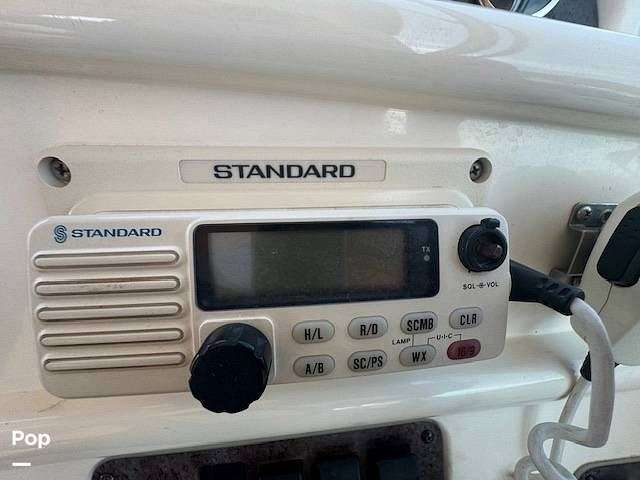 STANDARD
STANDARD
TX
SQL VOL
H/L R/D SCMB CLR
LAMP U-I-C
A/B SC/PS WX 16/9
Pop